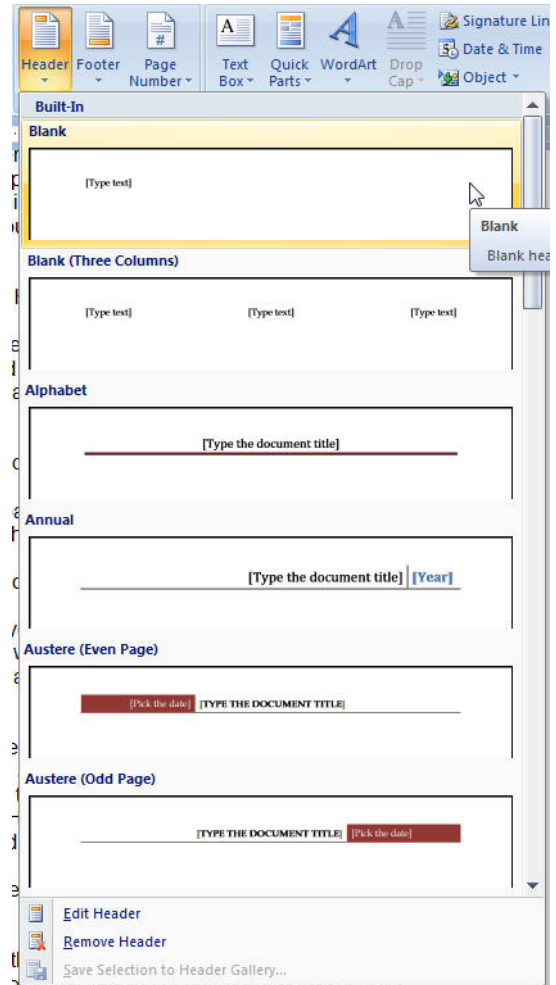 Signature Lin
Date & Time
Header Footer Page Number Text Box Quick Parts WordArt Drop Cap Object
Built-In
Blank
[Type text]
Blank
Blank hea
Blank (Three Columns)
[Type text] [Type text] [Type text]
Alphabet
[Type the document title]
Annual
[Type the document title] [Year]
Austere (Even Page)
[Pick the date] [TYPE THE DOCUMENT TITLE]
Austere (Odd Page)
[TYPE THE DOCUMENT TITLE] [Pick the date]
Edit Header
Remove Header
Save Selection to Header Gallery...